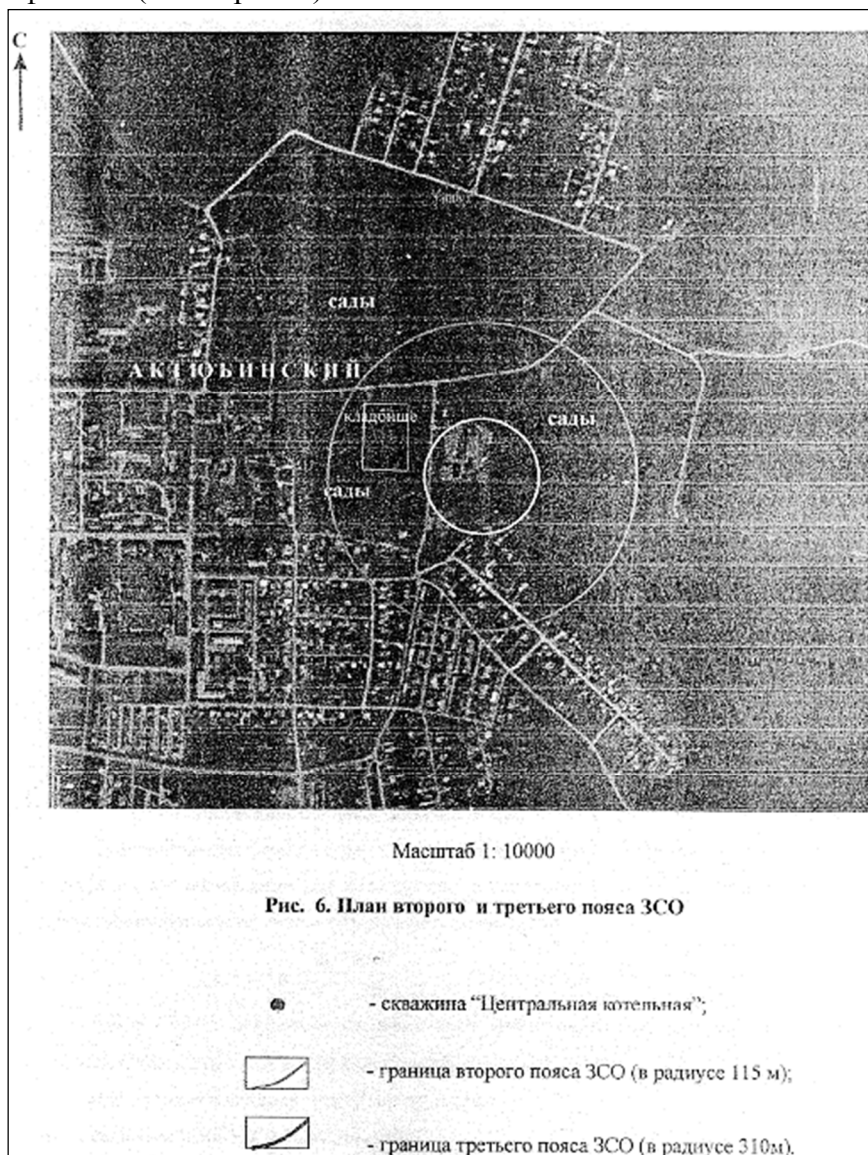 С
сады
АКТЮБИНСКИЙ
кладбище
сады
сады
Масштаб 1: 10000
Рис. 6. План второго и третьего пояса ЗСО
- скважина “Центральная котельная”;
- граница второго пояса ЗСО (в радиусе 115 м);
- граница третьего пояса ЗСО (в радиусе 310м).